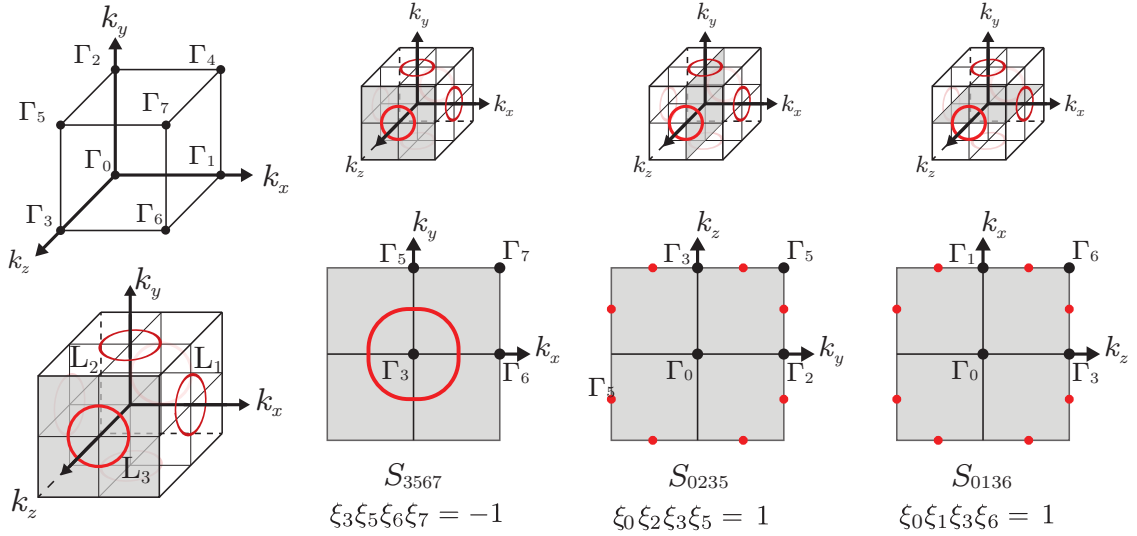 k_y
Γ_2
Γ_4
Γ_5
Γ_7
Γ_0
Γ_1
k_x
Γ_3
Γ_6
k_z
k_y
k_x
k_z
k_y
k_x
k_z
k_y
k_x
k_z
k_y
L_2
L_1
k_x
L_3
k_z
k_y
Γ_5
Γ_7
k_x
Γ_3
Γ_6
S_3567
ξ_3ξ_5ξ_6ξ_7 = −1
k_z
Γ_3
Γ_5
k_y
Γ_0
Γ_2
Γ_5
S_0235
ξ_0ξ_2ξ_3ξ_5 = 1
k_x
Γ_1
Γ_6
k_z
Γ_0
Γ_3
S_0136
ξ_0ξ_1ξ_3ξ_6 = 1